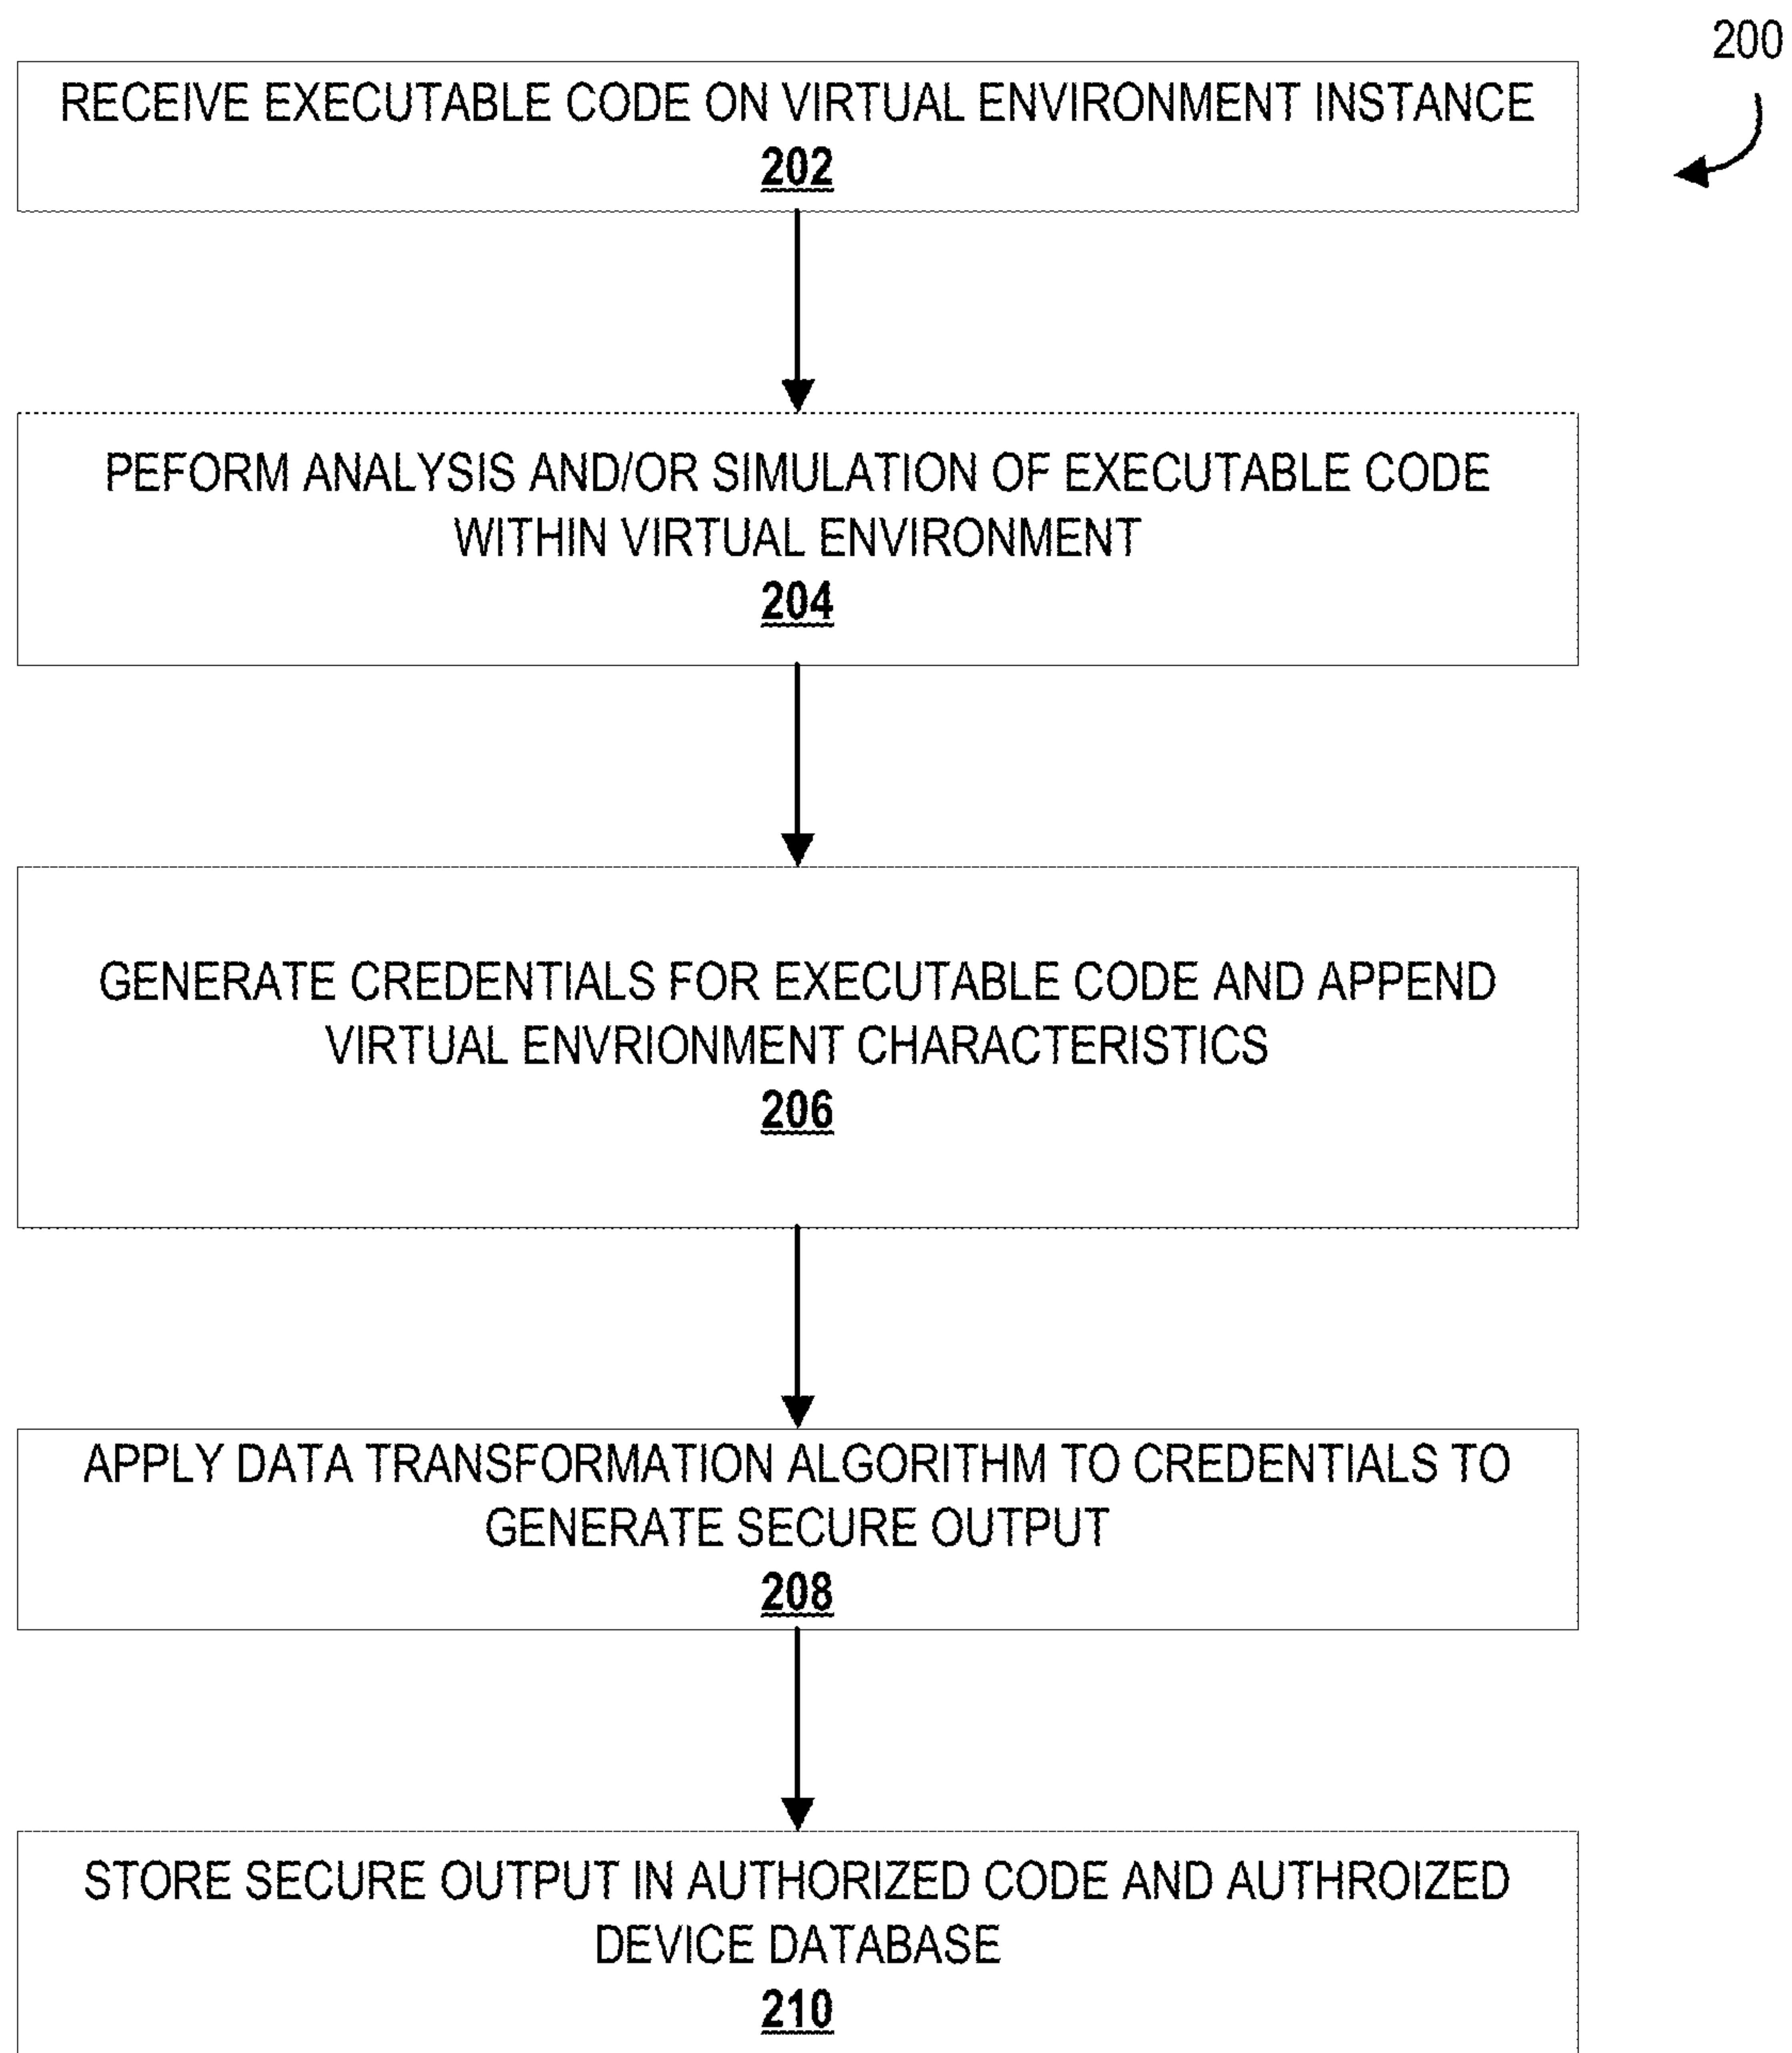 200
RECEIVE EXECUTABLE CODE ON VIRTUAL ENVIRONMENT INSTANCE
202
PEFORM ANALYSIS AND/OR SIMULATION OF EXECUTABLE CODE
WITHIN VIRTUAL ENVIRONMENT
204
GENERATE CREDENTIALS FOR EXECUTABLE CODE AND APPEND
VIRTUAL ENVRIONMENT CHARACTERISTICS
206
APPLY DATA TRANSFORMATION ALGORITHM TO CREDENTIALS TO
GENERATE SECURE OUTPUT
208
STORE SECURE OUTPUT IN AUTHORIZED CODE AND AUTHROIZED
DEVICE DATABASE
210